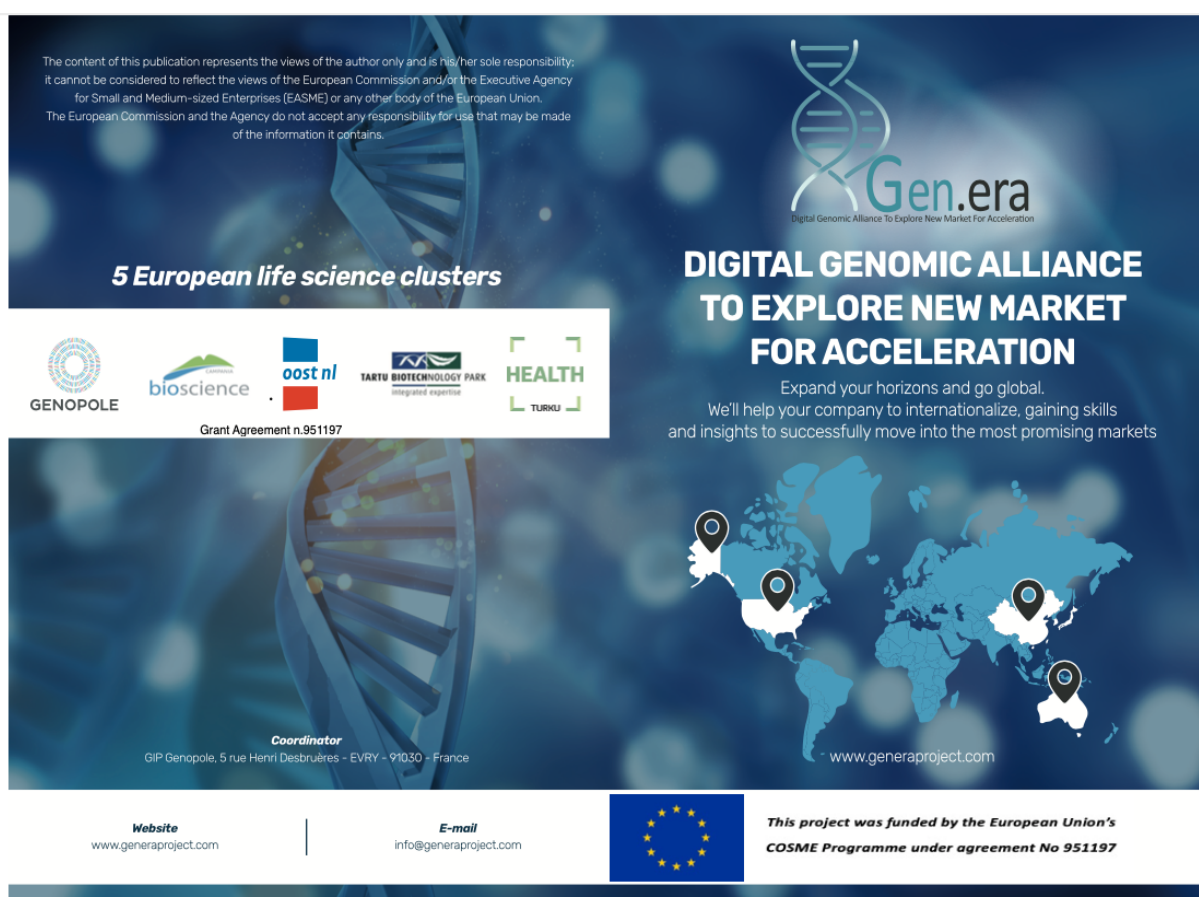 The content of this publication represents the views of the author only and is his/her sole responsibility;
it cannot be considered to reflect the views of the European Commission and/or the Executive Agency
for Small and Medium-sized Enterprises (EASME) or any other body of the European Union.
The European Commission and the Agency do not accept any responsibility for use that may be made
of the information it contains.
5 European life science clusters
GENOPOLE
CAMPANIA
bioscience
oost nl
TARTU BIOTECHNOLOGY PARK
integrated expertise
HEALTH
TURKU
Grant Agreement n.951197
Coordinator
GIP Genopole, 5 rue Henri Desbruères - EVRY - 91030 - France
Website
www.generaproject.com
E-mail
info@generaproject.com
Gen.era
Digital Genomic Alliance To Explore New Market For Acceleration
DIGITAL GENOMIC ALLIANCE
TO EXPLORE NEW MARKET
FOR ACCELERATION
Expand your horizons and go global.
We'll help your company to internationalize, gaining skills
and insights to successfully move into the most promising markets
www.generaproject.com
This project was funded by the European Union's
COSME Programme under agreement No 951197